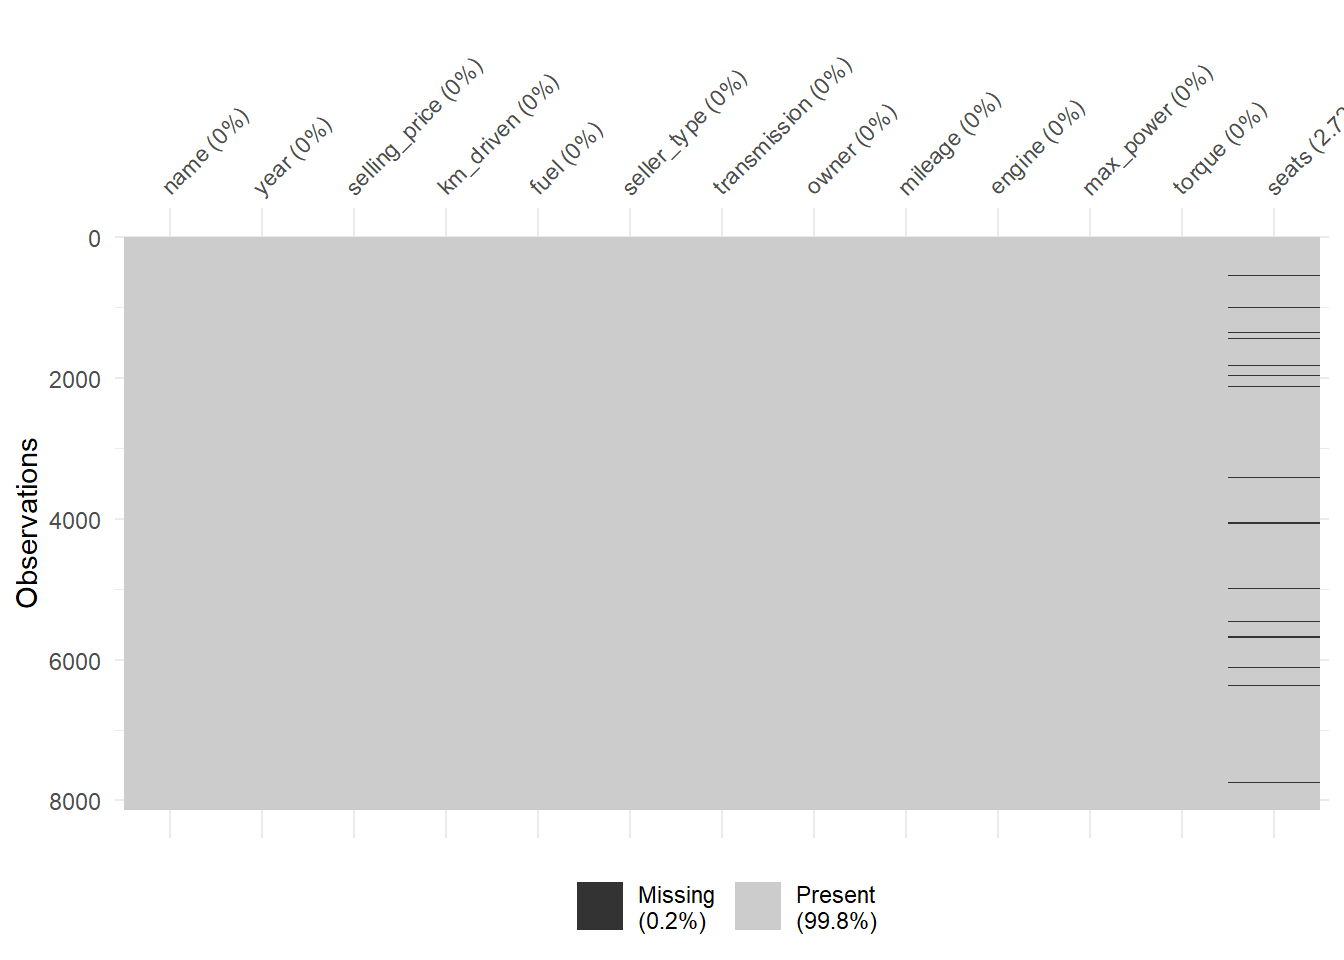 name (0%)
year (0%)
selling_price (0%)
km_driven (0%)
fuel (0%)
seller_type (0%)
transmission (0%)
owner (0%)
mileage (0%)
engine (0%)
max_power (0%)
torque (0%)
seats (2.72
0
2000
4000
6000
8000
Observations
Missing
(0.2%)
Present
(99.8%)